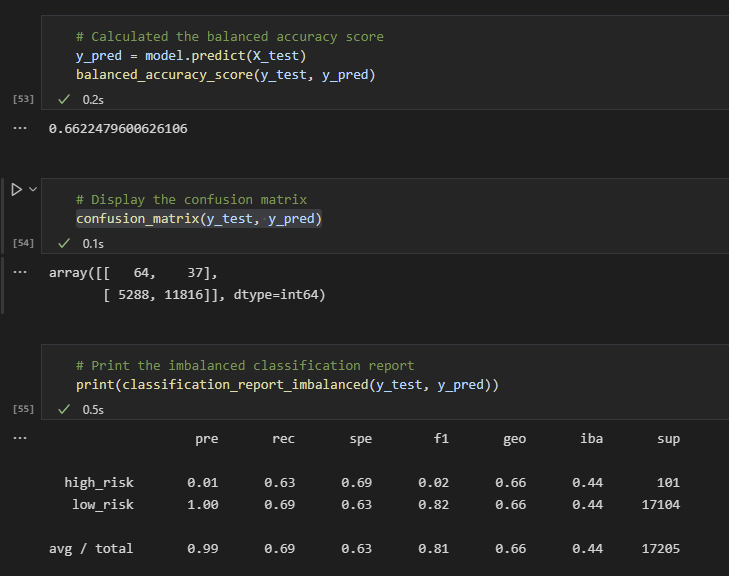 # Calculated the balanced accuracy score
y_pred = model.predict(X_test)
balanced_accuracy_score(y_test, y_pred)
[53] ✓ 0.2s
... 0.6622479600626106
# Display the confusion matrix
confusion_matrix(y_test, y_pred)
[54] ✓ 0.1s
... array([[   64,    37],
       [ 5288, 11816]], dtype=int64)
# Print the imbalanced classification report
print(classification_report_imbalanced(y_test, y_pred))
[55] ✓ 0.5s
... pre rec spe f1 geo iba sup
high_risk 0.01 0.63 0.69 0.02 0.66 0.44 101
low_risk 1.00 0.69 0.63 0.82 0.66 0.44 17104
avg / total 0.99 0.69 0.63 0.81 0.66 0.44 17205